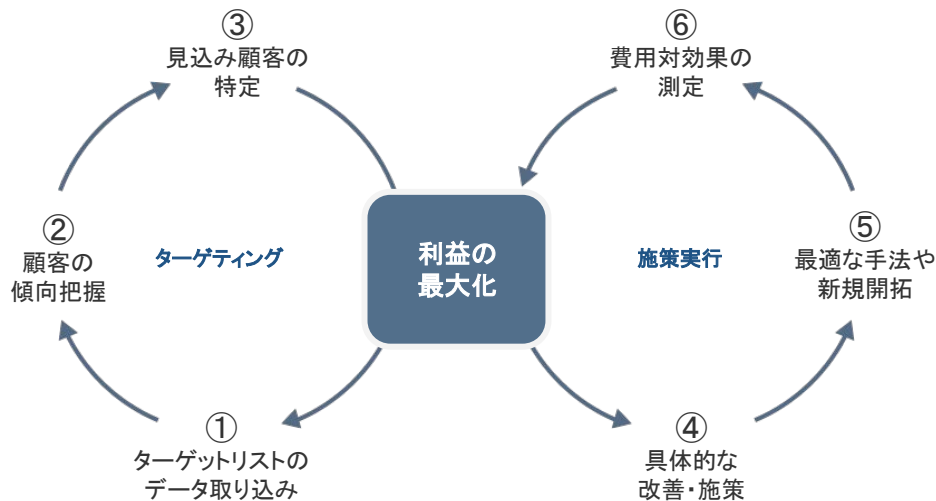 ③
見込み顧客の
特定
⑥
費用対効果の
測定
②
顧客の
傾向把握
ターゲティング
利益の
最大化
施策実行
⑤
最適な手法や
新規開拓
①
ターゲットリストの
データ取り込み
④
具体的な
改善・施策